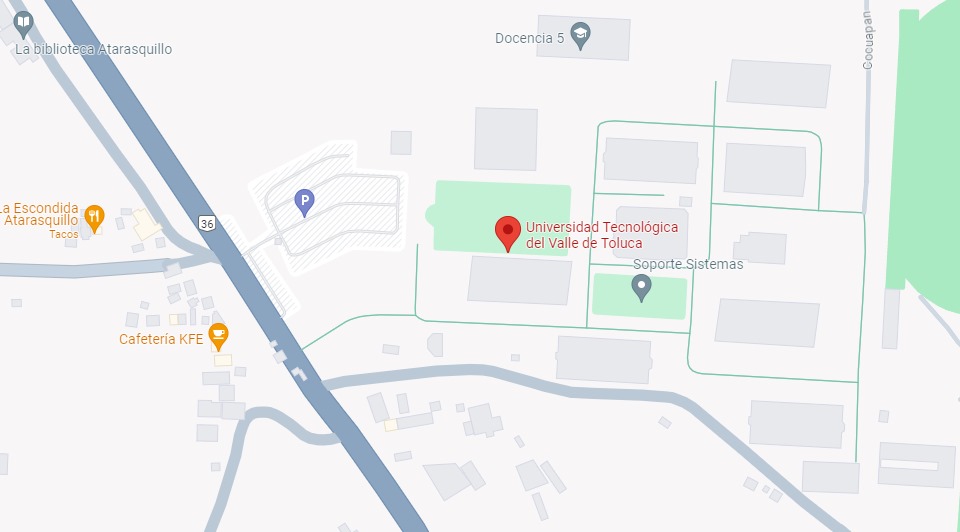 Docencia 5
Cocuapan
La biblioteca Atarasquillo
P
La Escondida
Atarasquillo
Tacos
36
Universidad Tecnológica
del Valle de Toluca
Soporte Sistemas
Cafetería KFE